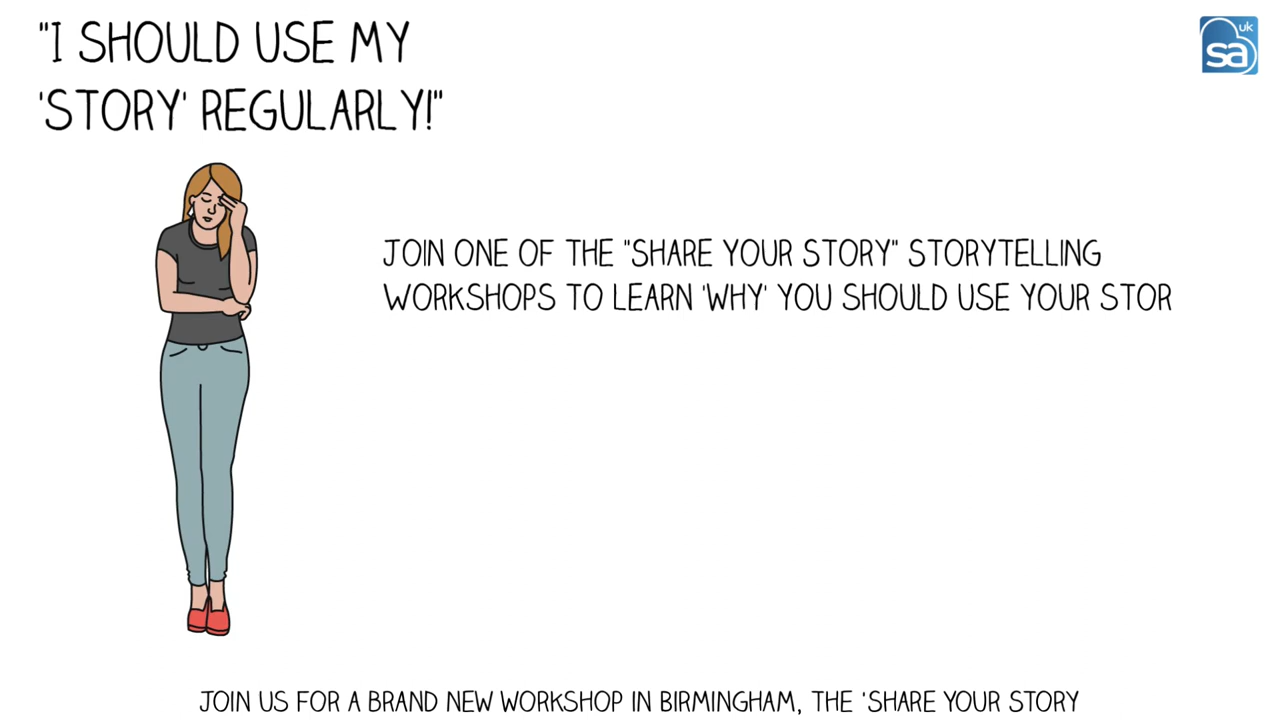 "I SHOULD USE MY
'STORY' REGULARLY!"
uk
sa
JOIN ONE OF THE "SHARE YOUR STORY" STORYTELLING
WORKSHOPS TO LEARN 'WHY' YOU SHOULD USE YOUR STOR
JOIN US FOR A BRAND NEW WORKSHOP IN BIRMINGHAM, THE 'SHARE YOUR STORY